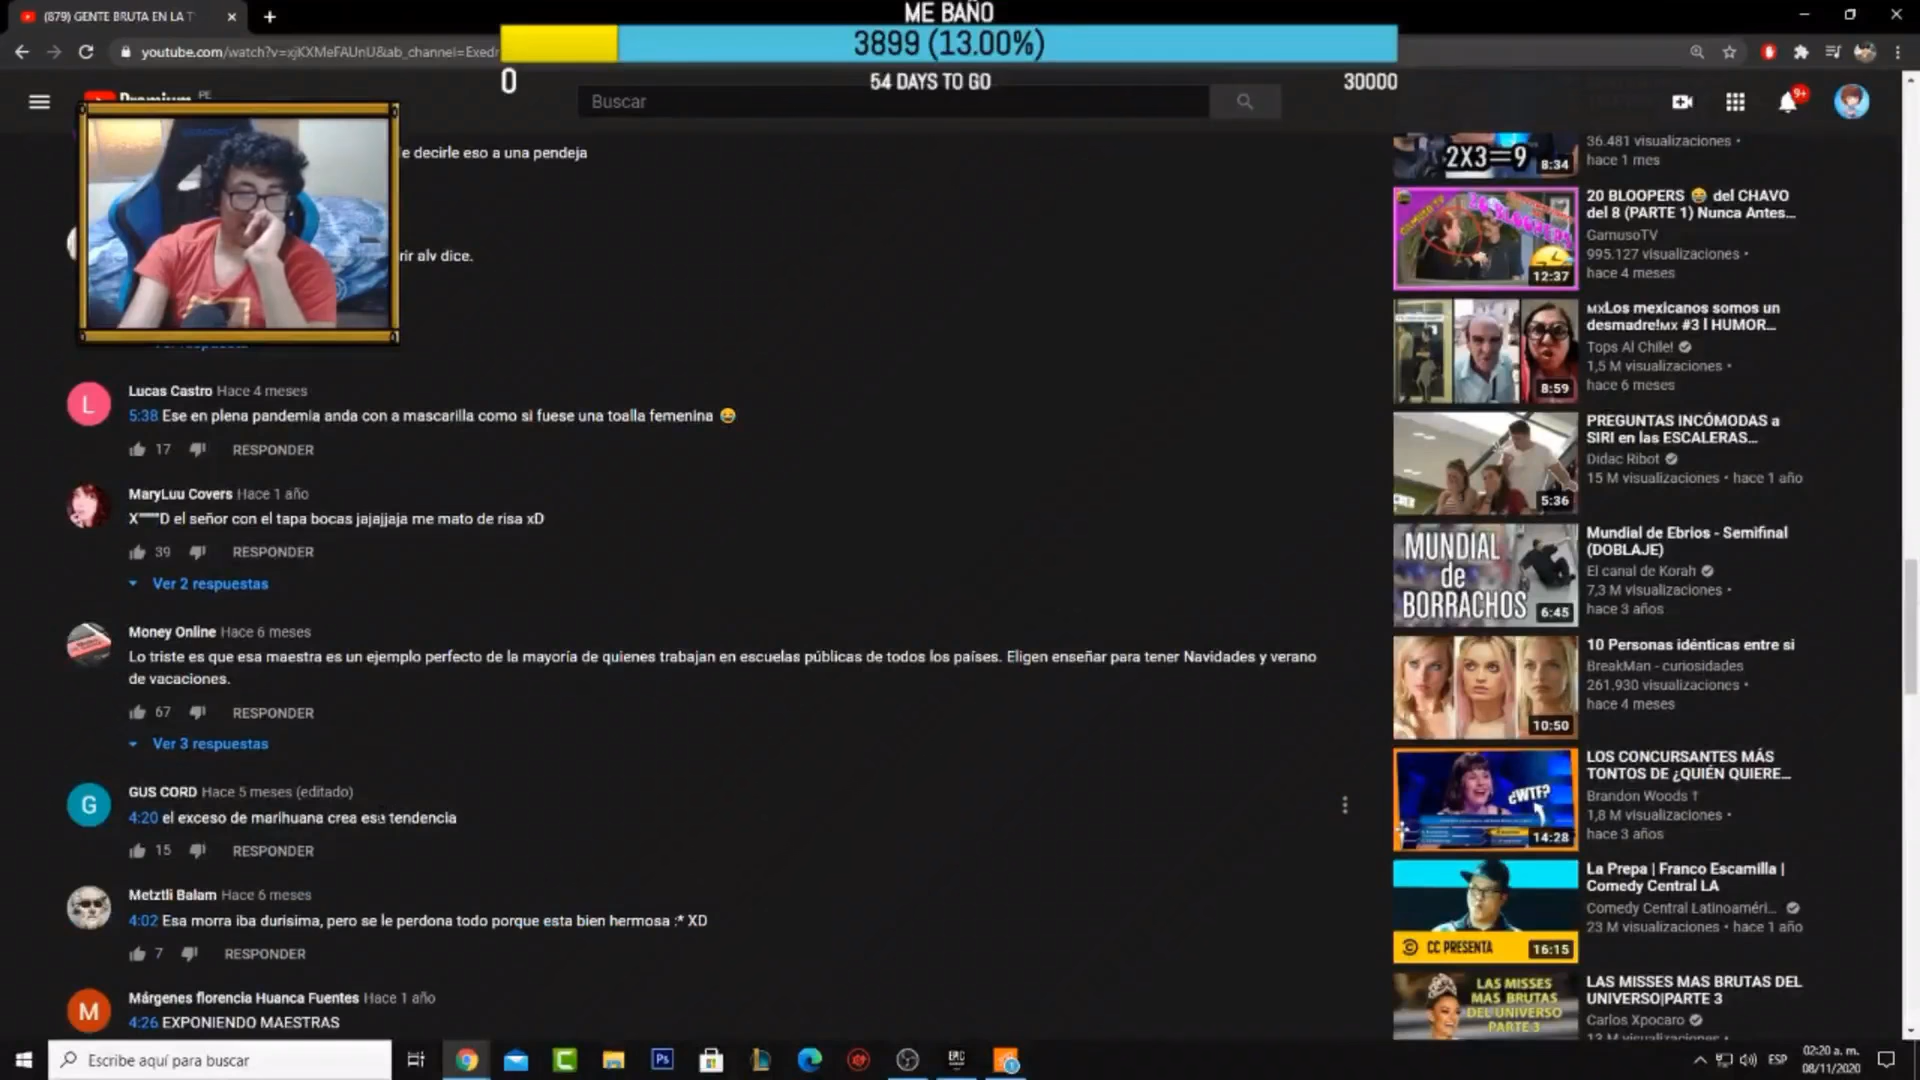 (879) GENTE BRUTA EN LA T
ME BAÑO
youtube.com/watch?v=xjKXMeFAUnU&ab_channel=Exedr
3899 (13.00%)
0
54 DAYS TO GO
30000
Premium PE
Buscar
9+
e decirle eso a una pendeja
rir alv dice.
Lucas Castro Hace 4 meses
5:38 Ese en plena pandemia anda con a mascarilla como si fuese una toalla femenina 😂
17 RESPONDER
MaryLuu Covers Hace 1 año
el señor con el tapa bocas jajajjaja me mato de risa xD
39 RESPONDER
Ver 2 respuestas
Money Online Hace 6 meses
Lo triste es que esa maestra es un ejemplo perfecto de la mayoría de quienes trabajan en escuelas públicas de todos los países. Eligen enseñar para tener Navidades y verano
de vacaciones.
67 RESPONDER
Ver 3 respuestas
G
GUS CORD Hace 5 meses (editado)
4:20 el exceso de marihuana crea esa tendencia
15 RESPONDER
Metztli Balam Hace 6 meses
4:02 Esa morra iba durisima, pero se le perdona todo porque esta bien hermosa :* XD
7 RESPONDER
M
Márgenes florencia Huanca Fuentes Hace 1 año
4:26 EXPONIENDO MAESTRAS
2X3=9
8:34
36.481 visualizaciones •
hace 1 mes
12:37
20 BLOOPERS 😂 del CHAVO
del 8 (PARTE 1) Nunca Antes...
GamusoTV
995.127 visualizaciones •
hace 4 meses
8:59
MXLos mexicanos somos un
desmadre!MX #3 l HUMOR...
Tops Al Chile!
1,5 M visualizaciones •
hace 6 meses
5:36
PREGUNTAS INCÓMODAS a
SIRI en las ESCALERAS...
Didac Ribot
15 M visualizaciones • hace 1 año
MUNDIAL
de
BORRACHOS
6:45
Mundial de Ebrios - Semifinal
(DOBLAJE)
El canal de Korah
7,3 M visualizaciones •
hace 3 años
10:50
10 Personas idénticas entre si
BreakMan - curiosidades
261.930 visualizaciones •
hace 4 meses
¿WTF?
14:28
LOS CONCURSANTES MÁS
TONTOS DE ¿QUIÉN QUIERE...
Brandon Woods †
1,8 M visualizaciones •
hace 3 años
CC PRESENTA
16:15
La Prepa | Franco Escamilla |
Comedy Central LA
Comedy Central Latinoaméri...
23 M visualizaciones • hace 1 año
LAS MISSES
MAS BRUTAS
DEL UNIVERSO
PARTE 3
LAS MISSES MAS BRUTAS DEL
UNIVERSO|PARTE 3
Carlos Xpocaro
Escribe aquí para buscar
Ps
EPIC
ESP
02:20 a. m.
08/11/2020